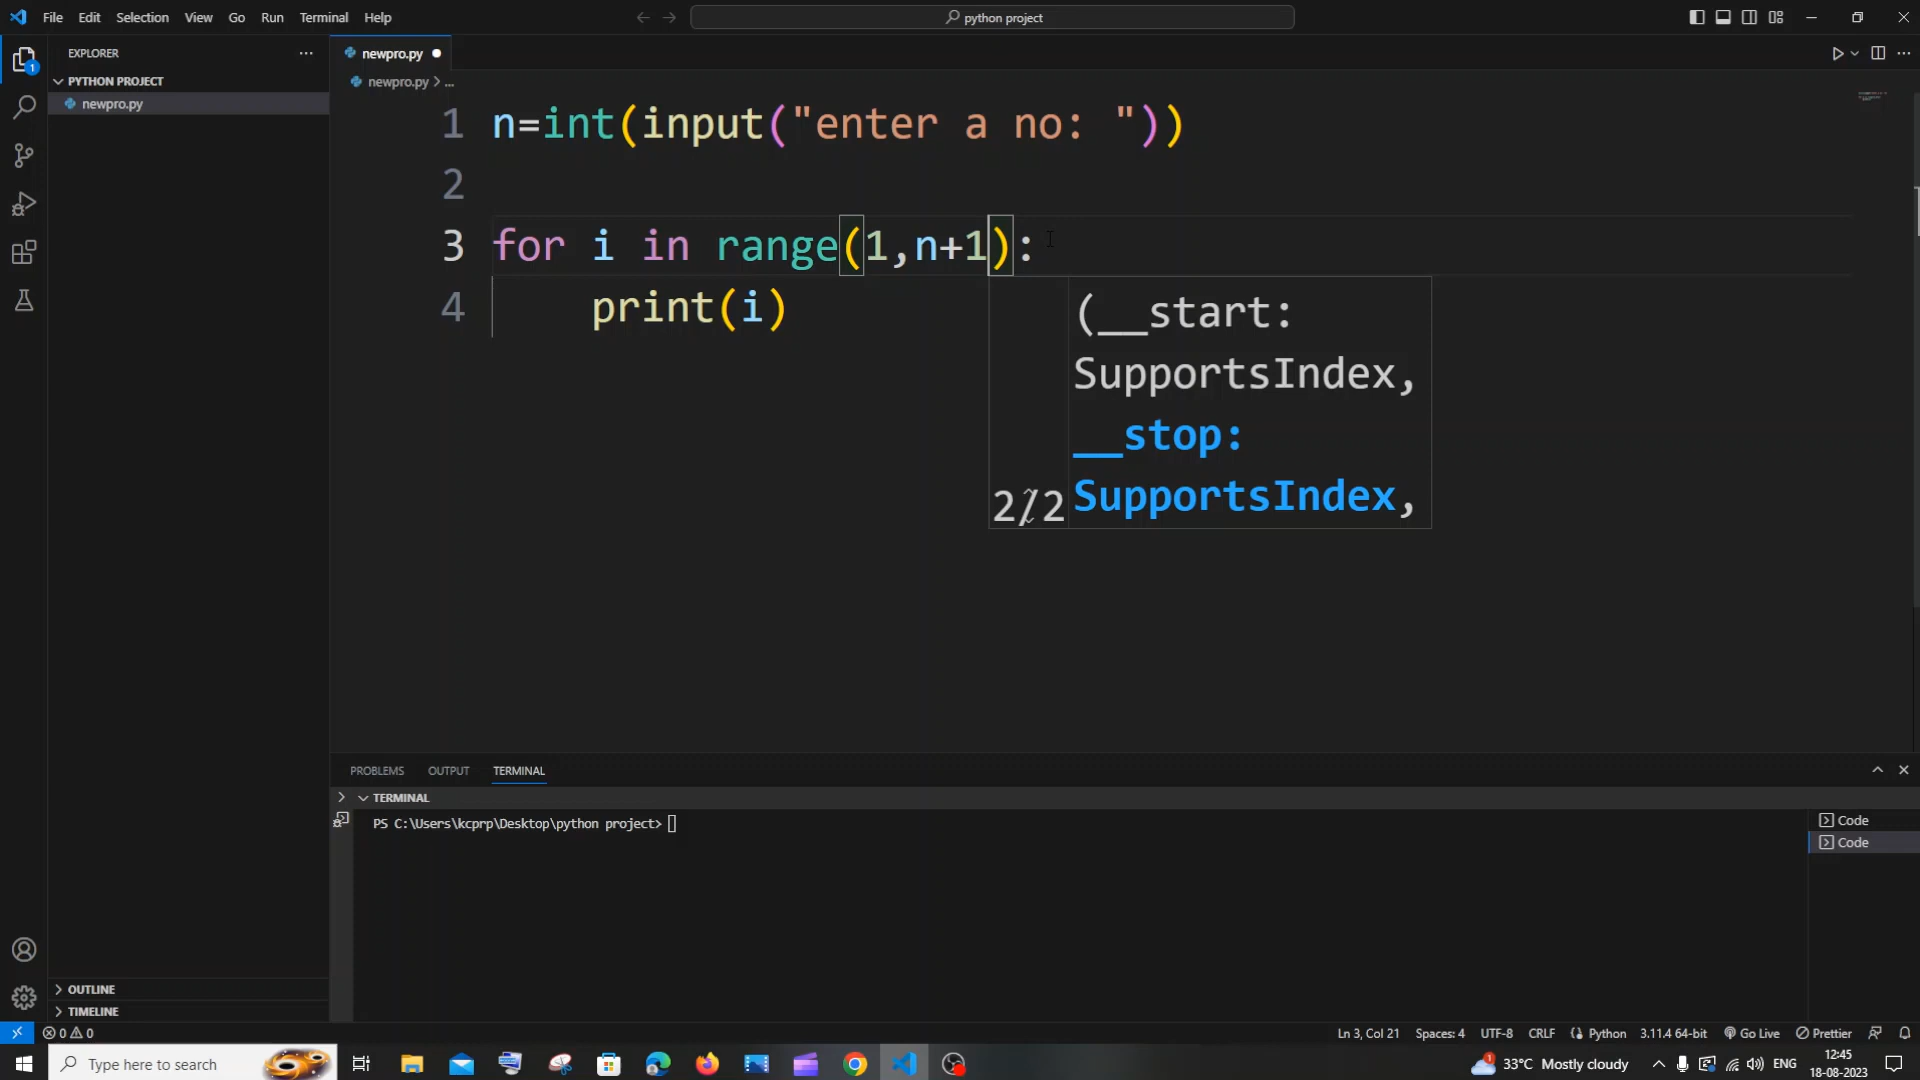 File Edit Selection View Go Run Terminal Help
python project
EXPLORER
PYTHON PROJECT
newpro.py
newpro.py
newpro.py > ...
1 n=int(input("enter a no: "))
2
3 for i in range(1,n+1):
4 print(i)
(__start:
SupportsIndex,
__stop:
2/2 SupportsIndex,
PROBLEMS OUTPUT TERMINAL
TERMINAL
PS C:\Users\kcprp\Desktop\python project>
Code
Code
OUTLINE
TIMELINE
0 0
Ln 3, Col 21 Spaces: 4 UTF-8 CRLF Python 3.11.4 64-bit Go Live Prettier
1
Type here to search
1
33°C Mostly cloudy
ENG
12:45
18-08-2023